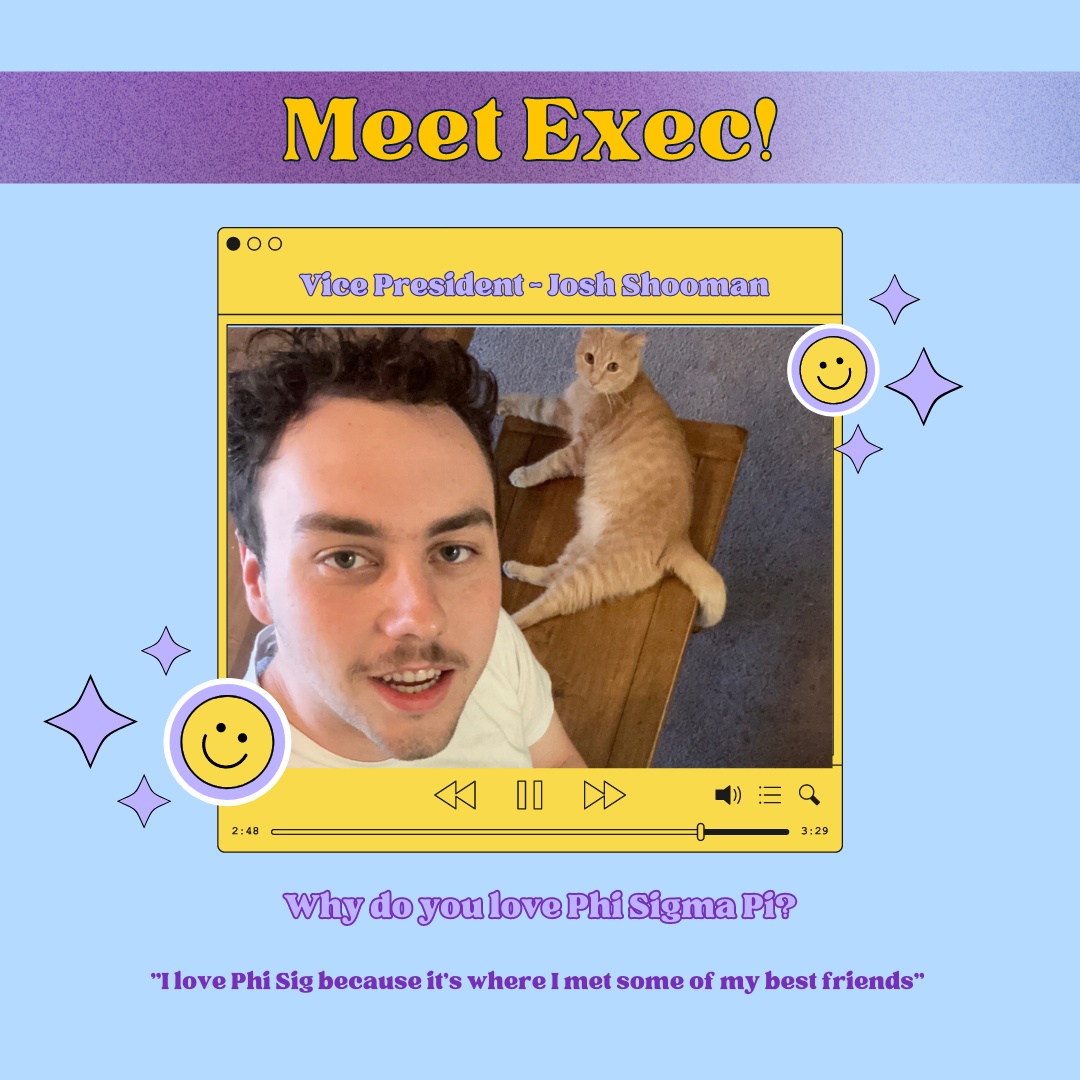 Meet Exec!
Vice President - Josh Shooman
2:48
3:29
Why do you love Phi Sigma Pi?
"I love Phi Sig because it's where I met some of my best friends"